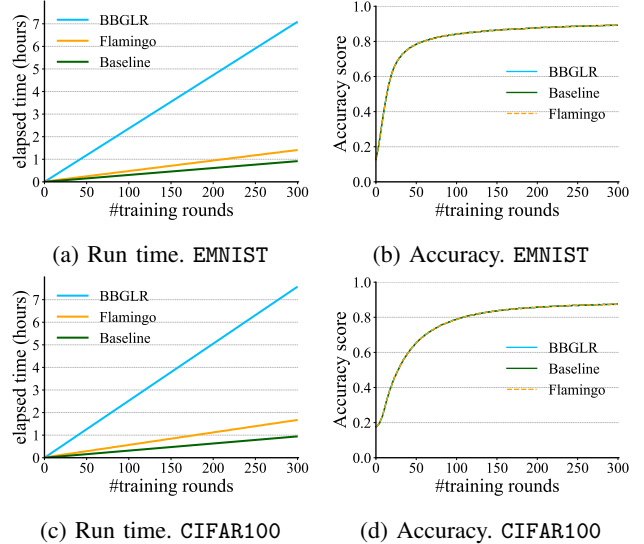 elapsed time (hours)
7
6
5
4
3
2
1
0
BBGLR
Flamingo
Baseline
0 50 100 150 200 250 300
#training rounds
(a) Run time. EMNIST
Accuracy score
1.0
0.8
0.6
0.4
0.2
0.0
BBGLR
Baseline
Flamingo
0 50 100 150 200 250 300
#training rounds
(b) Accuracy. EMNIST
elapsed time (hours)
7
6
5
4
3
2
1
0
BBGLR
Flamingo
Baseline
0 50 100 150 200 250 300
#training rounds
(c) Run time. CIFAR100
Accuracy score
1.0
0.8
0.6
0.4
0.2
0.0
BBGLR
Baseline
Flamingo
0 50 100 150 200 250 300
#training rounds
(d) Accuracy. CIFAR100